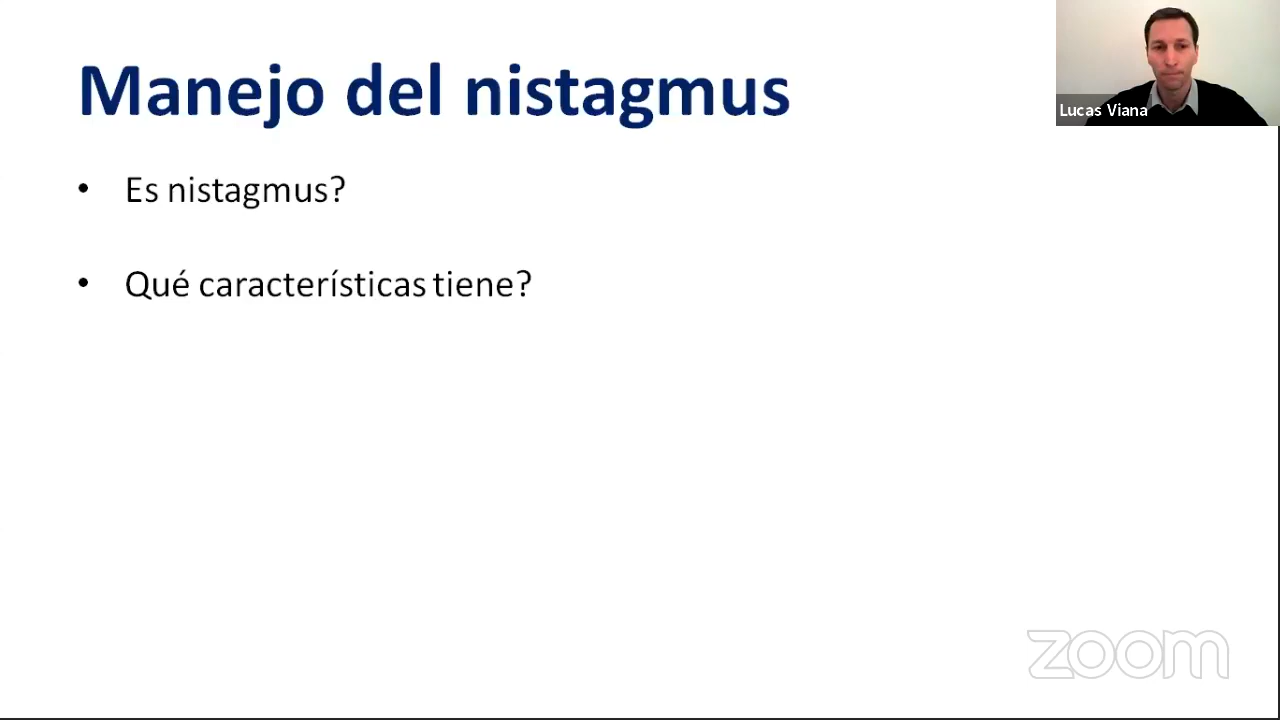 Manejo del nistagmus
Lucas Viana
• Es nistagmus?
• Qué características tiene?
zoom